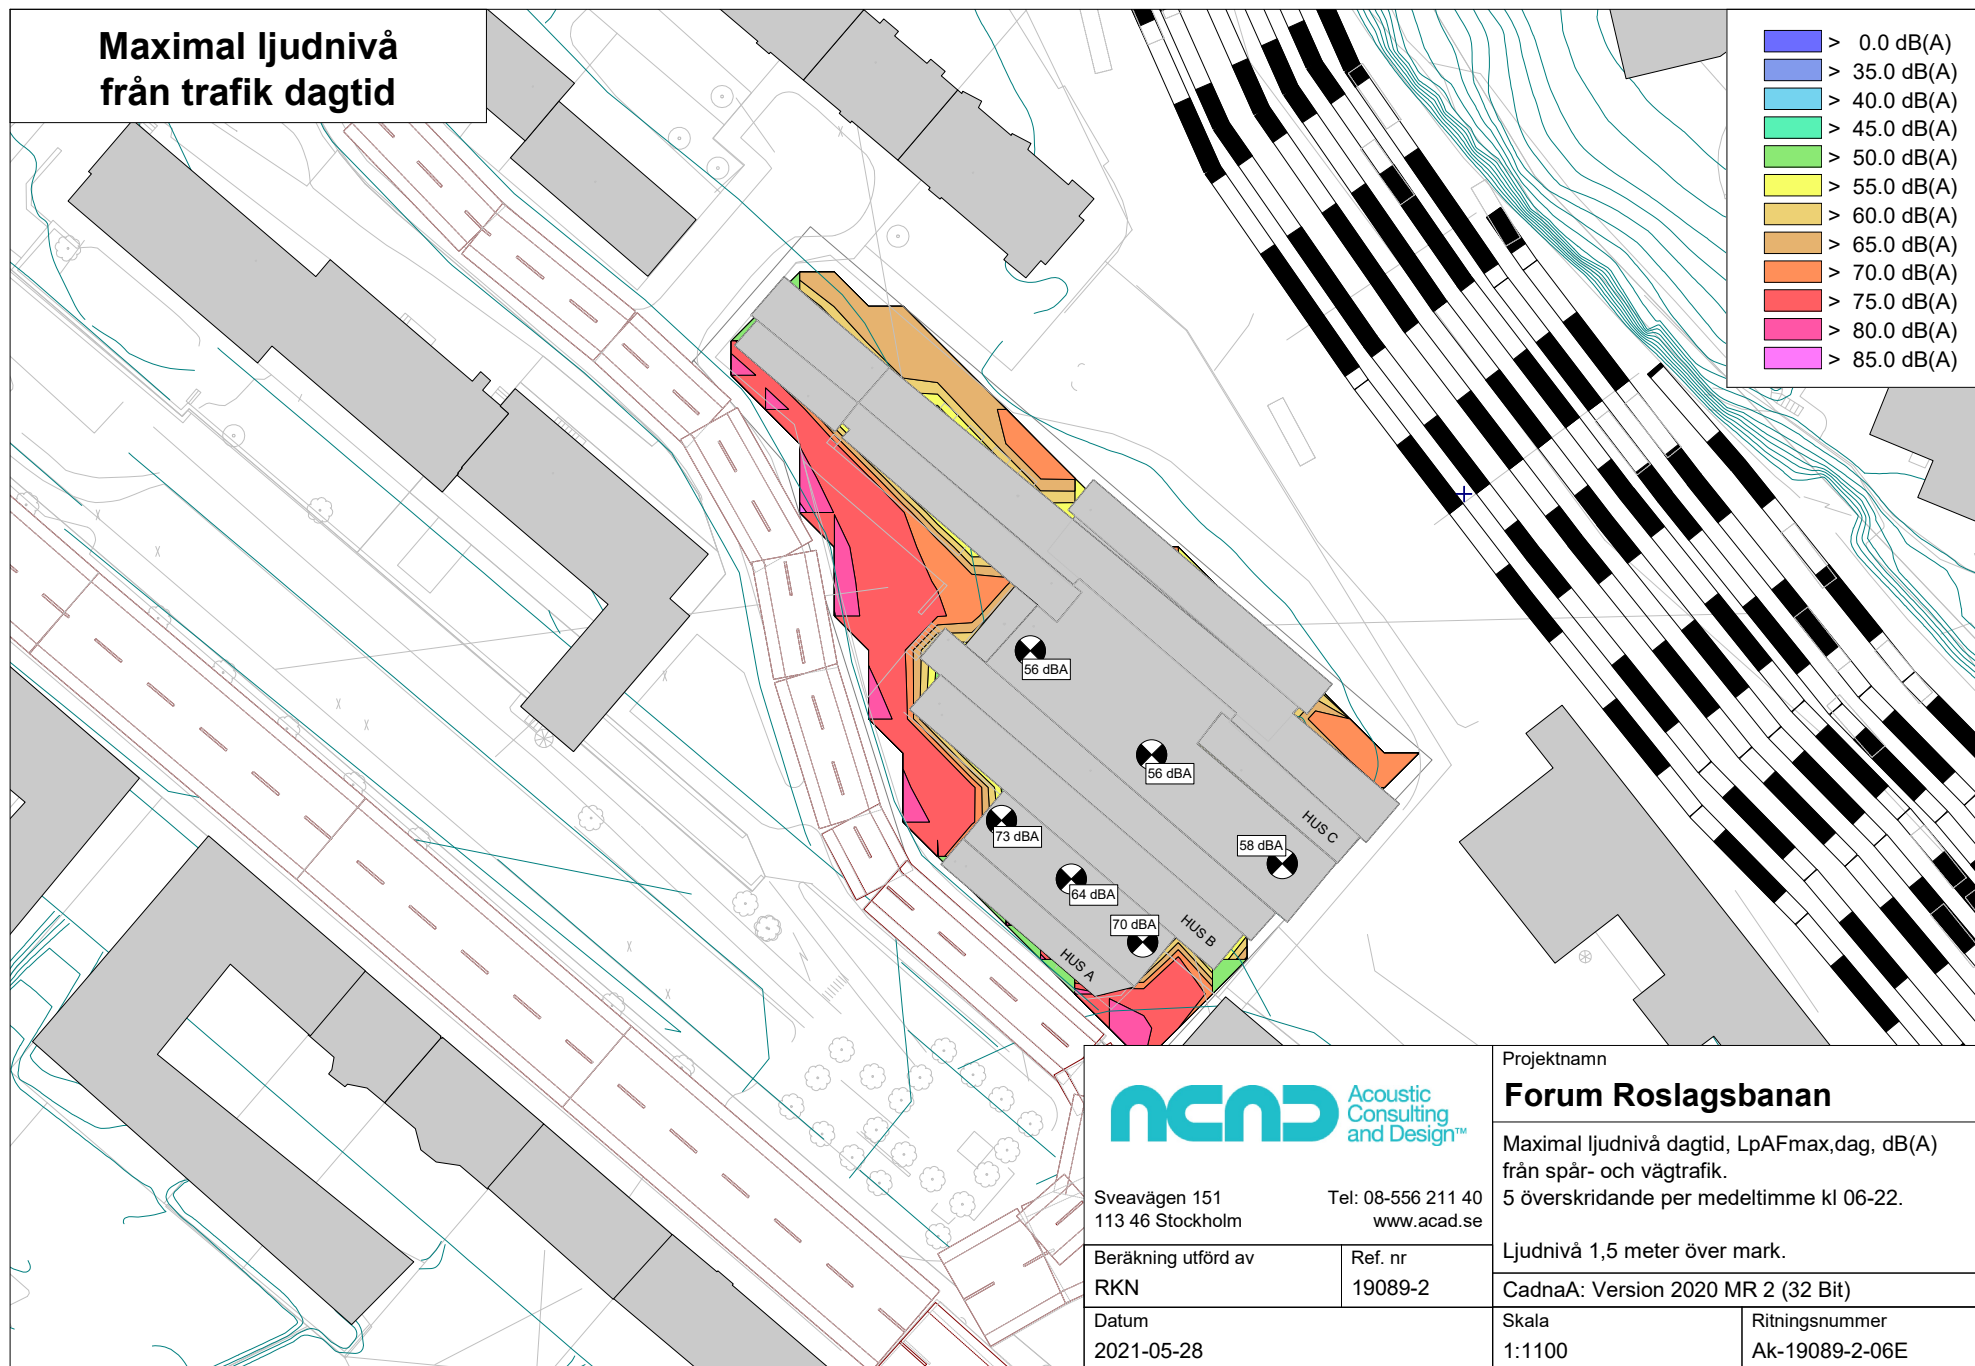 Maximal ljudnivå
från trafik dagtid
> 0.0 dB(A)
> 35.0 dB(A)
> 40.0 dB(A)
> 45.0 dB(A)
> 50.0 dB(A)
> 55.0 dB(A)
> 60.0 dB(A)
> 65.0 dB(A)
> 70.0 dB(A)
> 75.0 dB(A)
> 80.0 dB(A)
> 85.0 dB(A)
56 dBA
56 dBA
73 dBA
HUS C
58 dBA
64 dBA
70 dBA
HUS B
HUS A
ACAD
Acoustic
Consulting
and Design™
Sveavägen 151
113 46 Stockholm
Tel: 08-556 211 40
www.acad.se
Beräkning utförd av
RKN
Ref. nr
19089-2
Datum
2021-05-28
Projektnamn
Forum Roslagsbanan
Maximal ljudnivå dagtid, LpAFmax,dag, dB(A)
från spår- och vägtrafik.
5 överskridande per medeltimme kl 06-22.
Ljudnivå 1,5 meter över mark.
CadnaA: Version 2020 MR 2 (32 Bit)
Skala
1:1100
Ritningsnummer
Ak-19089-2-06E